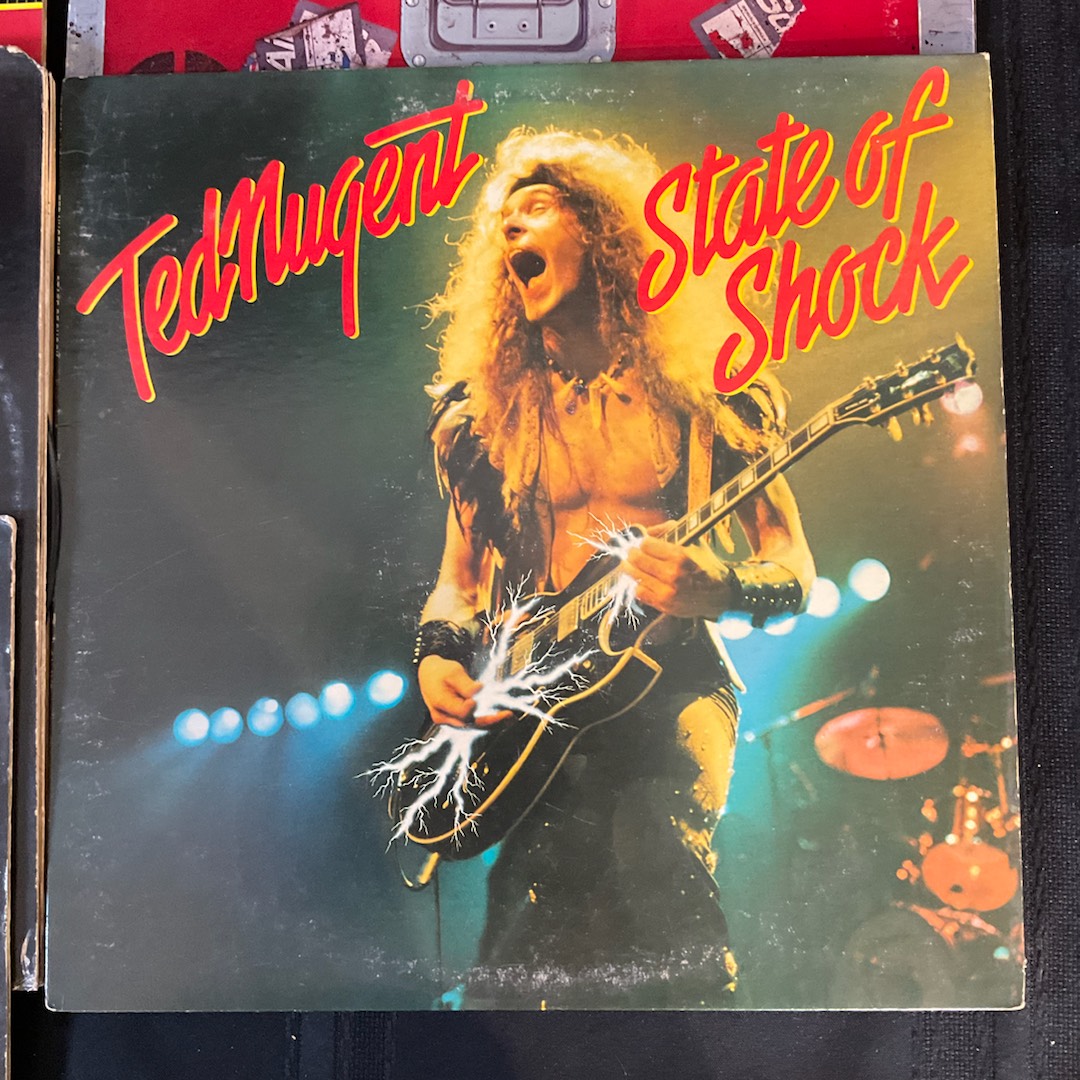 Ted Nugent
State of
Shock